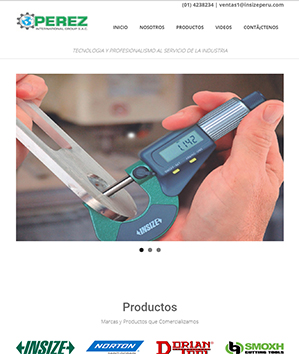 (01) 4238234 | ventas1@insizeperu.com
3PEREZ
INTERNATIONAL GROUP S.A.C.
INICIO NOSOTROS PRODUCTOS VIDEOS CONTÁCTENOS
TECNOLOGIA Y PROFESIONALISMO AL SERVICIO DE LA INDUSTRIA
1.142
INSIZE
Productos
Marcas y Productos que Comercializamos
INSIZE NORTON DORIAN TOOL SMOXH
CUTTING TOOLS